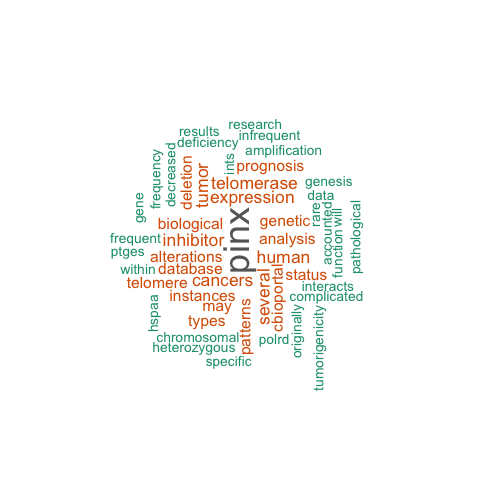 research
results
infrequent
deficiency
amplification
ints
decreased
frequency
deletion
tumor
prognosis
telomerase
genesis
expression
data
gene
pinx
rare
accounted
will
function
pathological
biological
genetic
frequent
inhibitor
analysis
ptges
alterations
human
within
database
status
telomere
cancers
several
cbioportal
interacts
instances
complicated
may
hspaa
types
patterns
originally
tumorigenicity
chromosomal
polrd
heterozygous
specific